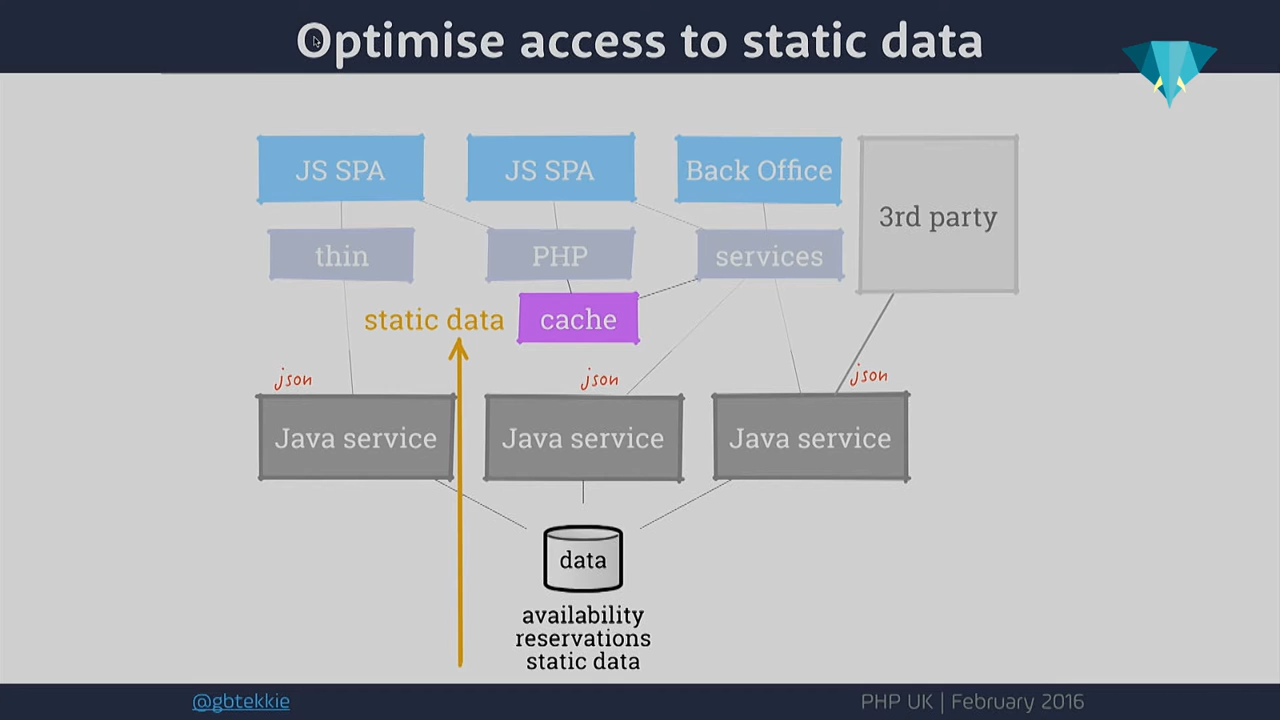 Optimise access to static data
JS SPA
JS SPA
Back Office
3rd party
thin
PHP
services
static data
cache
json
json
json
Java service
Java service
Java service
data
availability
reservations
static data
@gbtekkie
PHP UK | February 2016